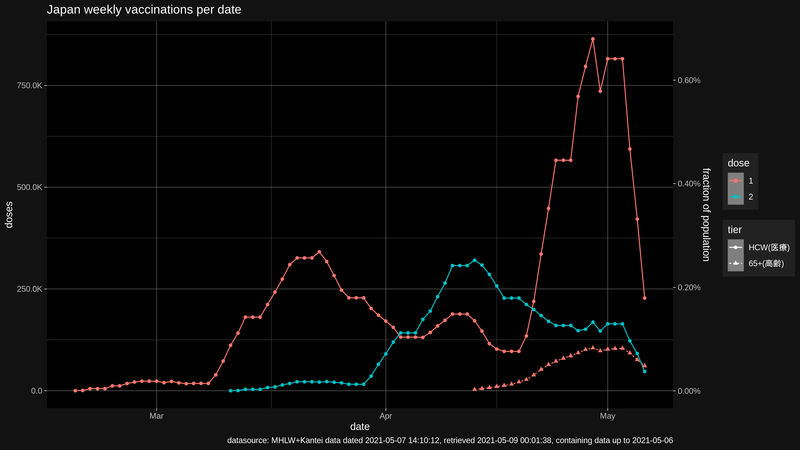 Japan weekly vaccinations per date
750.0K
500.0K
250.0K
0.0
doses
0.60%
0.40%
0.20%
0.00%
fraction of population
Mar
Apr
May
date
dose
1
2
tier
HCW(医療)
65+(高齢)
datasource: MHLW+Kantei data dated 2021-05-07 14:10:12, retrieved 2021-05-09 00:01:38, containing data up to 2021-05-06